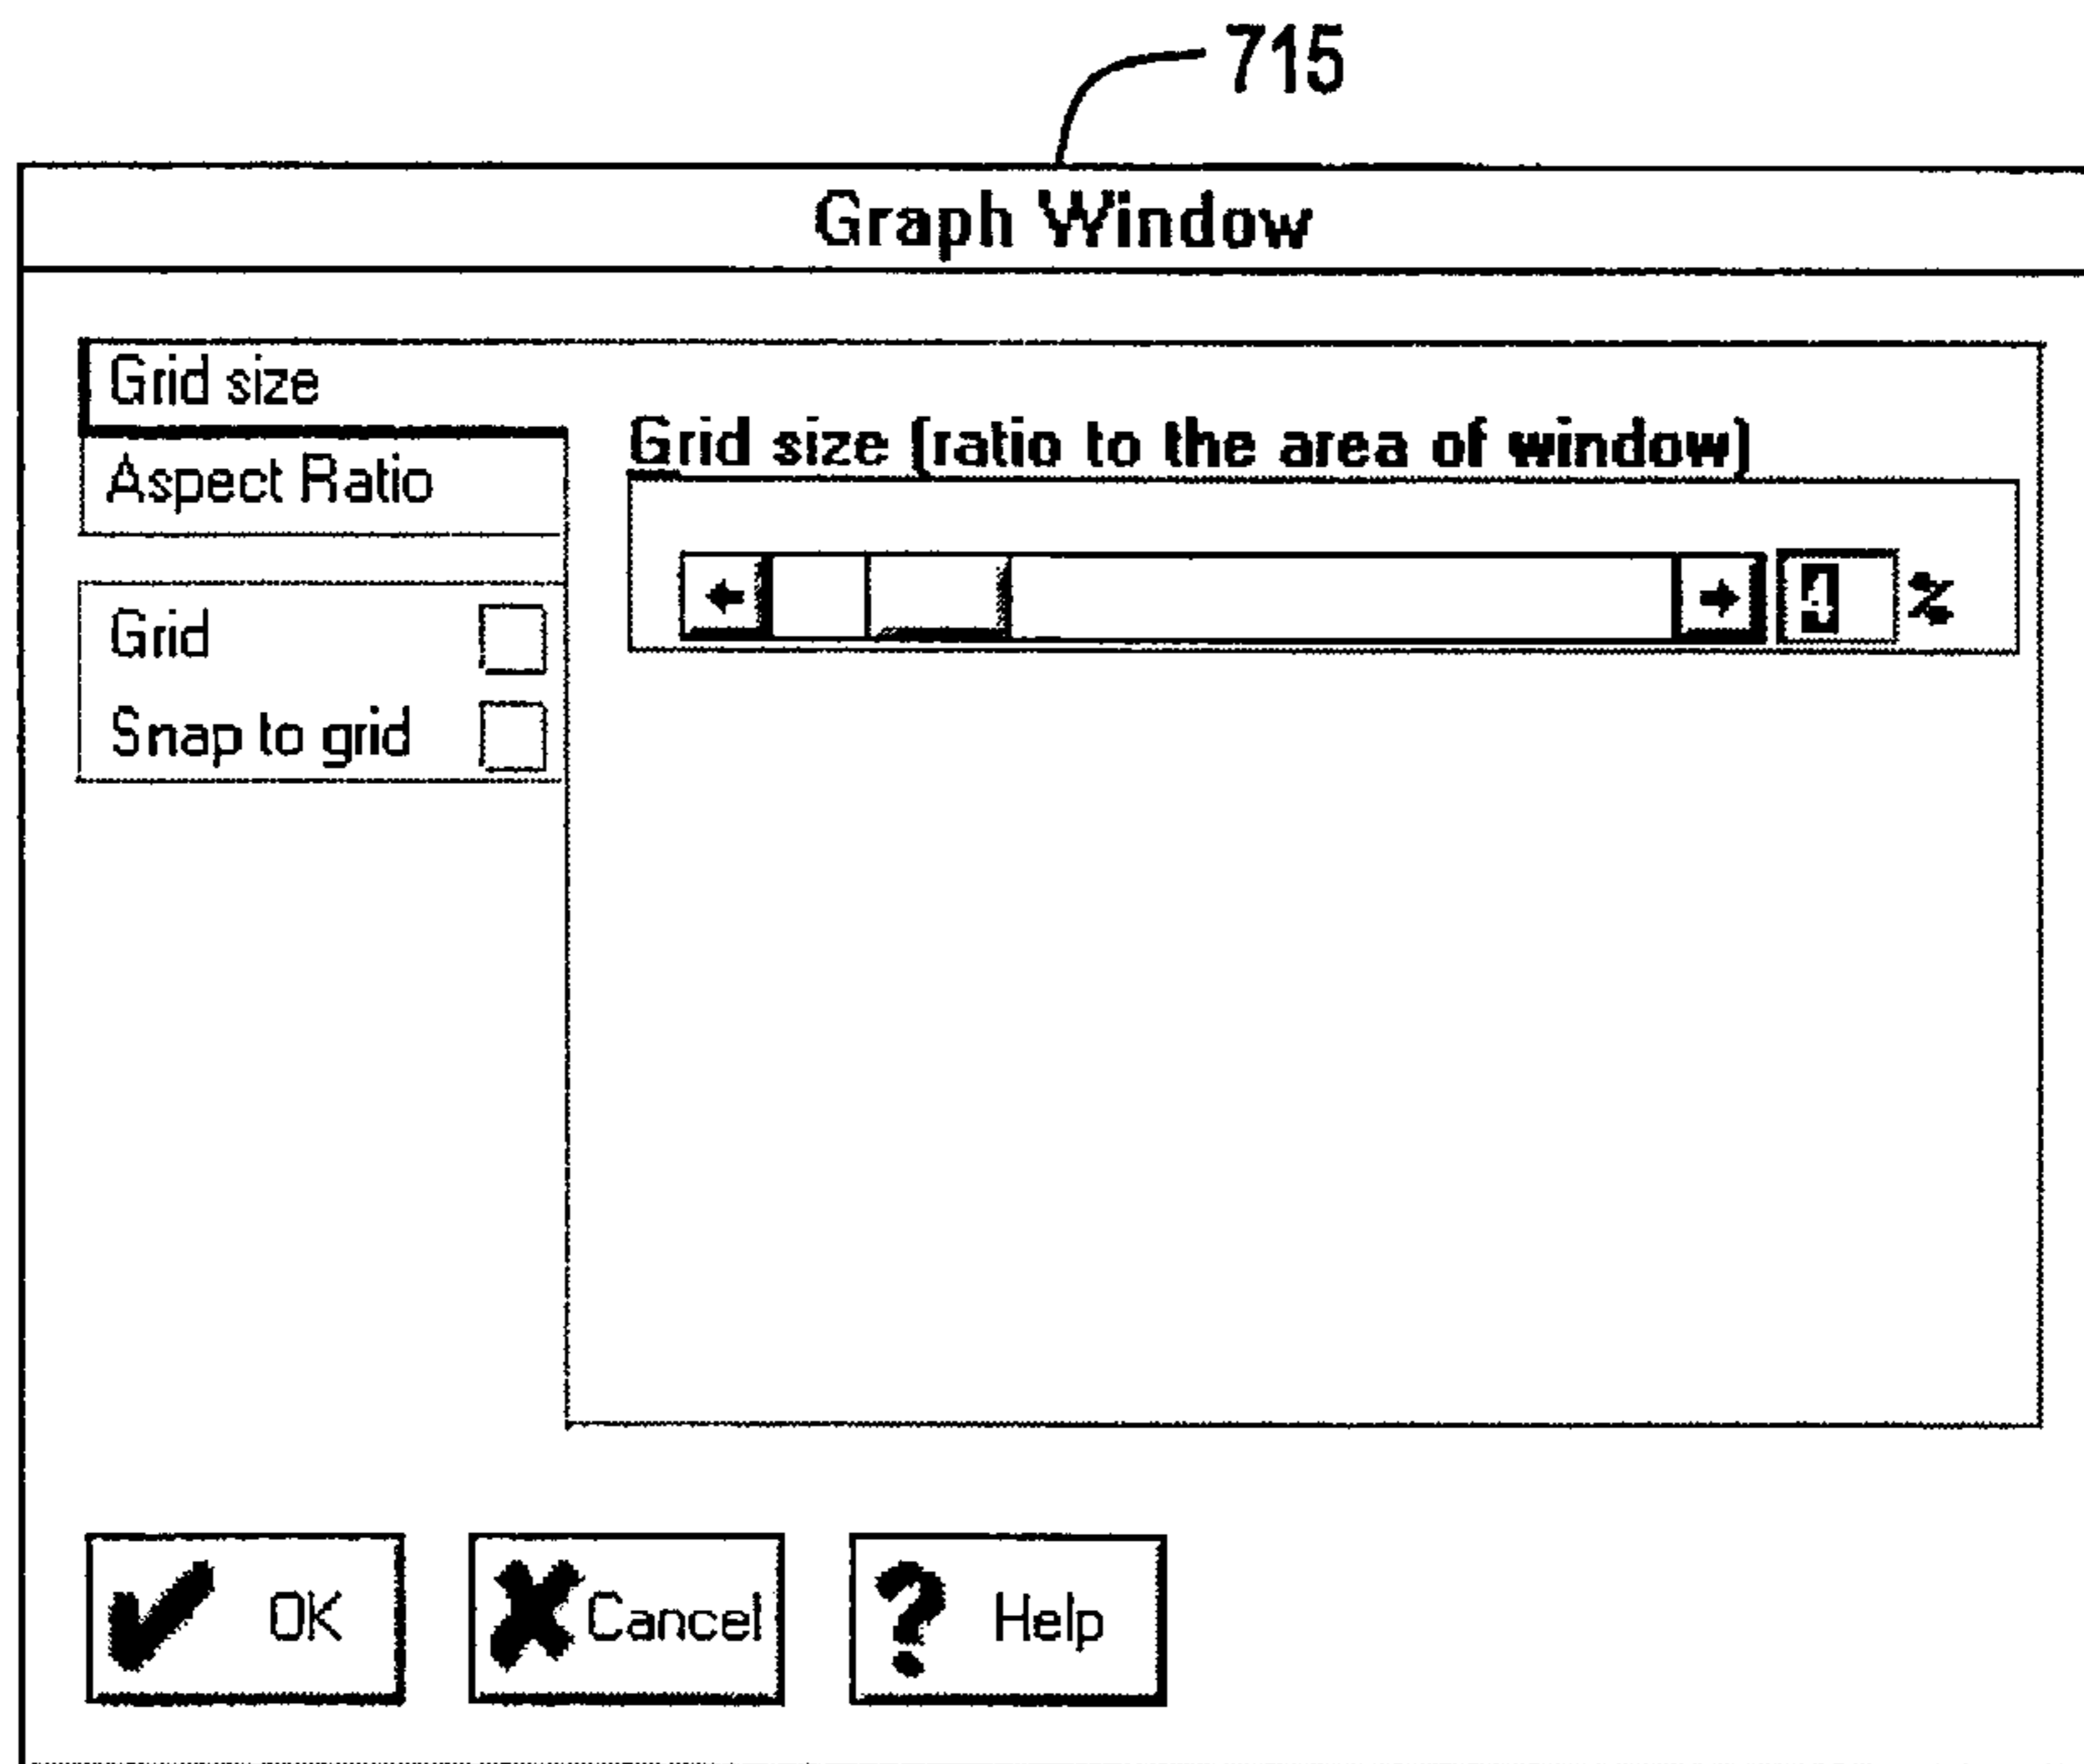 715
Graph Window
Grid size
Grid size (ratio to the area of window)
Aspect Ratio
4 %
Grid
Snap to grid
OK
Cancel
Help